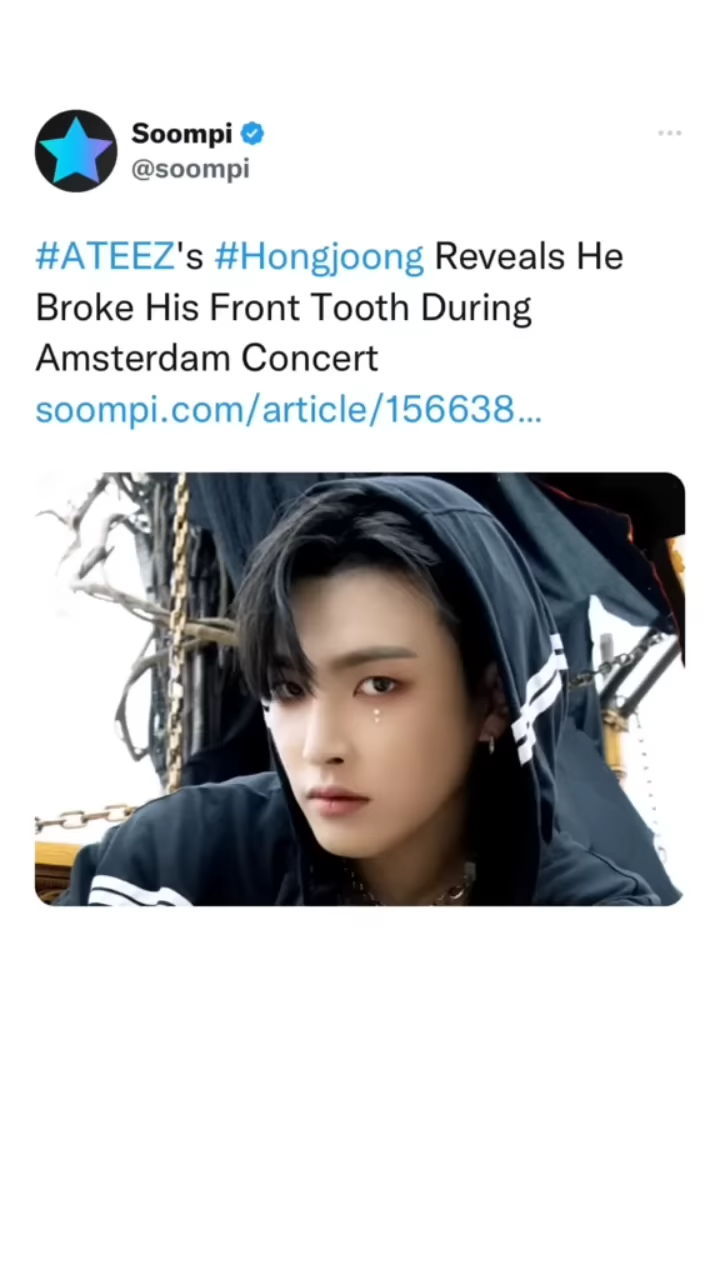 Soompi
@soompi
#ATEEZ's #Hongjoong Reveals He
Broke His Front Tooth During
Amsterdam Concert
soompi.com/article/156638...